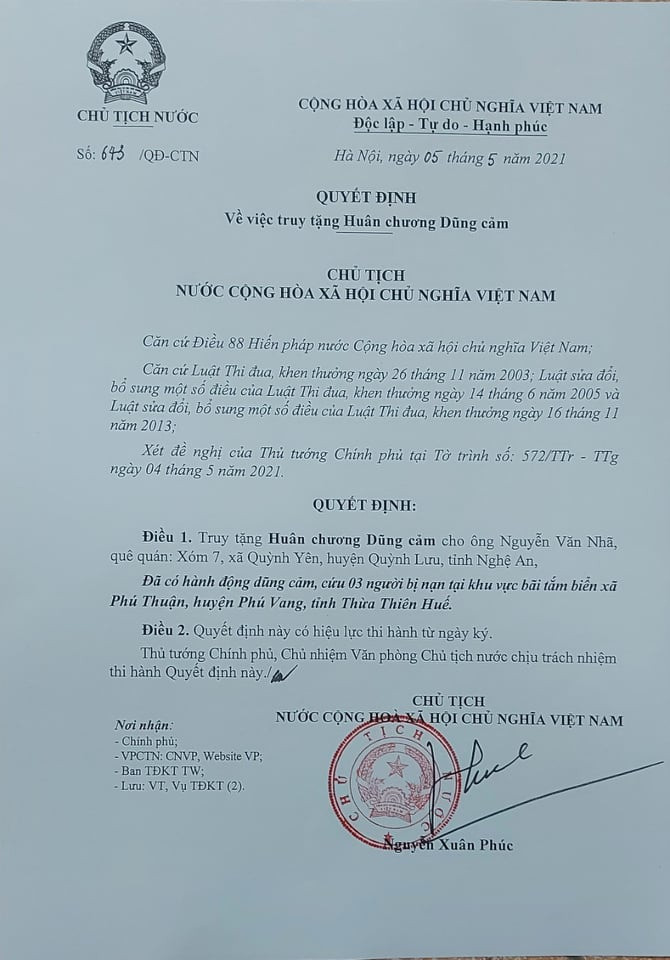 CHỦ TỊCH NƯỚC
CỘNG HÒA XÃ HỘI CHỦ NGHĨA VIỆT NAM
Độc lập - Tự do - Hạnh phúc
Số: 693 /QĐ-CTN
Hà Nội, ngày 05 tháng 5 năm 2021
QUYẾT ĐỊNH
Về việc truy tặng Huân chương Dũng cảm
CHỦ TỊCH
NƯỚC CỘNG HÒA XÃ HỘI CHỦ NGHĨA VIỆT NAM
Căn cứ Điều 88 Hiến pháp nước Cộng hòa xã hội chủ nghĩa Việt Nam;
Căn cứ Luật Thi đua, khen thưởng ngày 26 tháng 11 năm 2003; Luật sửa đổi,
bổ sung một số điều của Luật Thi đua, khen thưởng ngày 14 tháng 6 năm 2005 và
Luật sửa đổi, bổ sung một số điều của Luật Thi đua, khen thưởng ngày 16 tháng 11
năm 2013;
Xét đề nghị của Thủ tướng Chính phủ tại Tờ trình số: 572/TTr - TTg
ngày 04 tháng 5 năm 2021.
QUYẾT ĐỊNH:
Điều 1. Truy tặng Huân chương Dũng cảm cho ông Nguyễn Văn Nhã,
quê quán: Xóm 7, xã Quỳnh Yên, huyện Quỳnh Lưu, tỉnh Nghệ An,
Đã có hành động dũng cảm, cứu 03 người bị nạn tại khu vực bãi tắm biển xã
Phú Thuận, huyện Phú Vang, tỉnh Thừa Thiên Huế.
Điều 2. Quyết định này có hiệu lực thi hành từ ngày ký.
Thủ tướng Chính phủ, Chủ nhiệm Văn phòng Chủ tịch nước chịu trách nhiệm
thi hành Quyết định này./
CHỦ TỊCH
NƯỚC CỘNG HOÀ XÃ HỘI CHỦ NGHĨA VIỆT NAM
Nơi nhận:
- Chính phủ;
- VPCTN: CNVP, Website VP;
- Ban TĐKT TW;
- Lưu: VT, Vụ TĐKT (2).
CHỦ TỊCH NƯỚC
Nguyễn Xuân Phúc